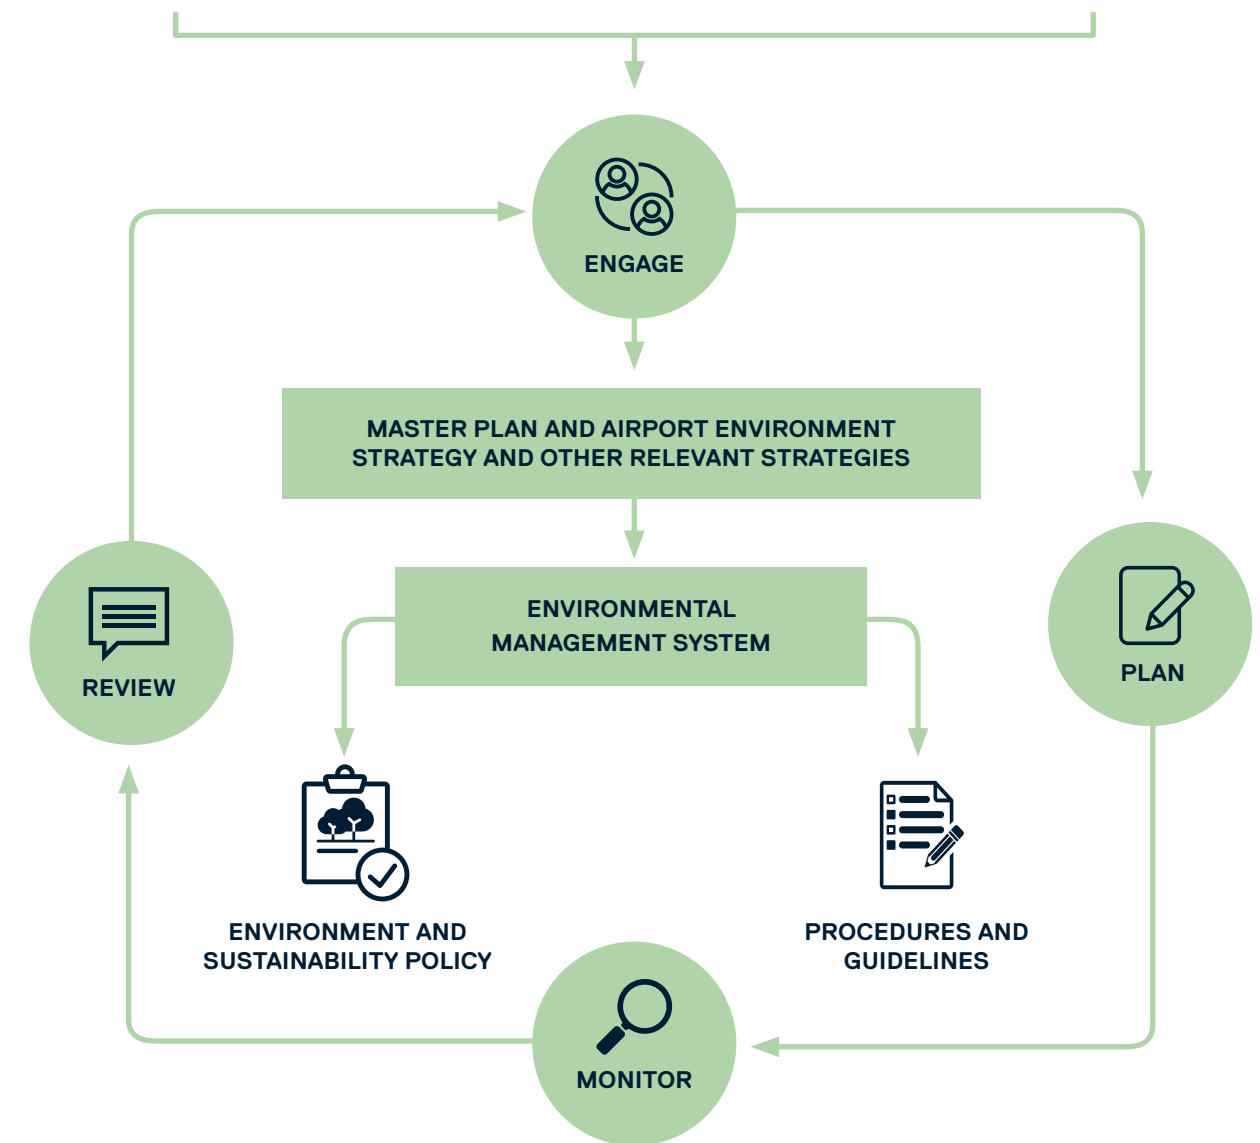 ENGAGE
MASTER PLAN AND AIRPORT ENVIRONMENT
STRATEGY AND OTHER RELEVANT STRATEGIES
ENVIRONMENTAL
MANAGEMENT SYSTEM
REVIEW
PLAN
ENVIRONMENT AND
SUSTAINABILITY POLICY
PROCEDURES AND
GUIDELINES
MONITOR